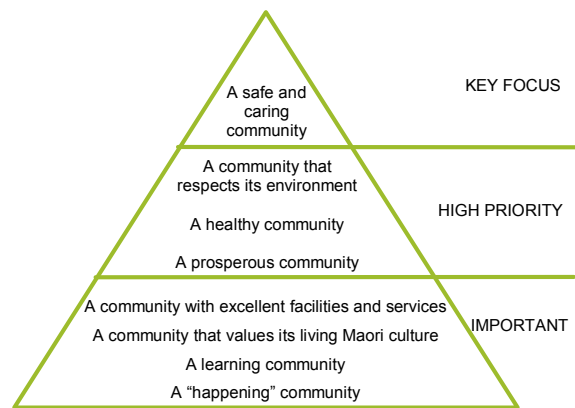 A safe and
caring
community
KEY FOCUS
A community that
respects its environment
A healthy community
A prosperous community
HIGH PRIORITY
A community with excellent facilities and services
A community that values its living Maori culture
A learning community
A “happening” community
IMPORTANT